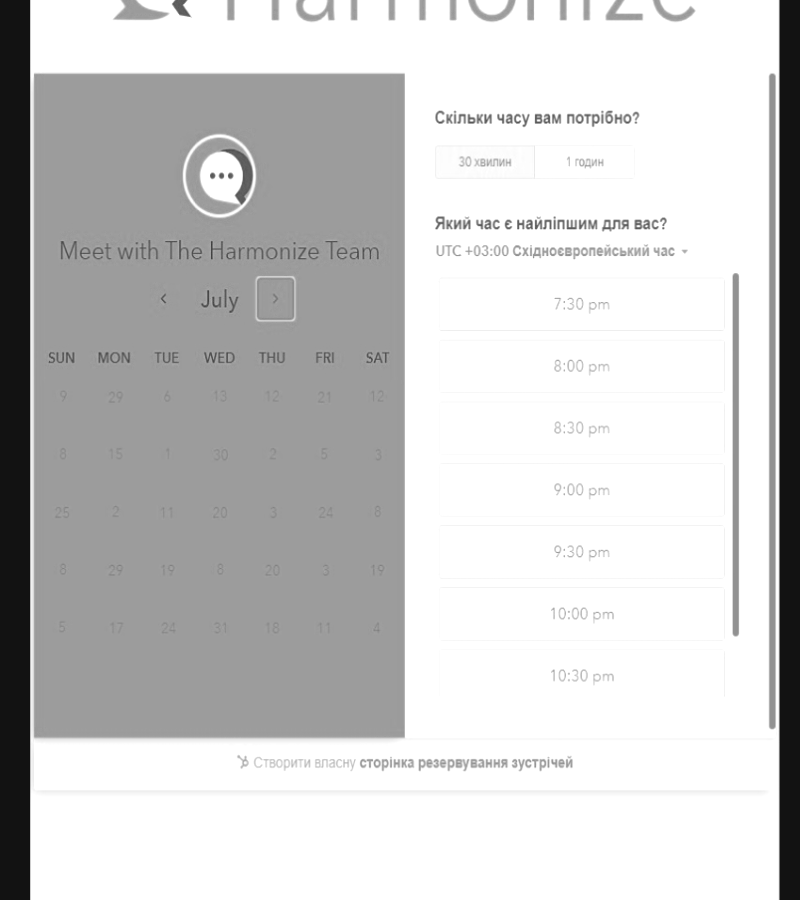 Harmonize
Meet with The Harmonize Team
July
SUN MON TUE WED THU FRI SAT
9 29 6 13 12 21 12
8 15 1 30 2 5 3
25 2 11 20 3 24 8
8 29 19 8 20 3 19
5 17 24 31 18 11 4
Скільки часу вам потрібно?
30 хвилин 1 годин
Який час є найліпшим для вас?
UTC +03:00 Східноєвропейський час
7:30 pm
8:00 pm
8:30 pm
9:00 pm
9:30 pm
10:00 pm
10:30 pm
Створити власну сторінка резервування зустрічей